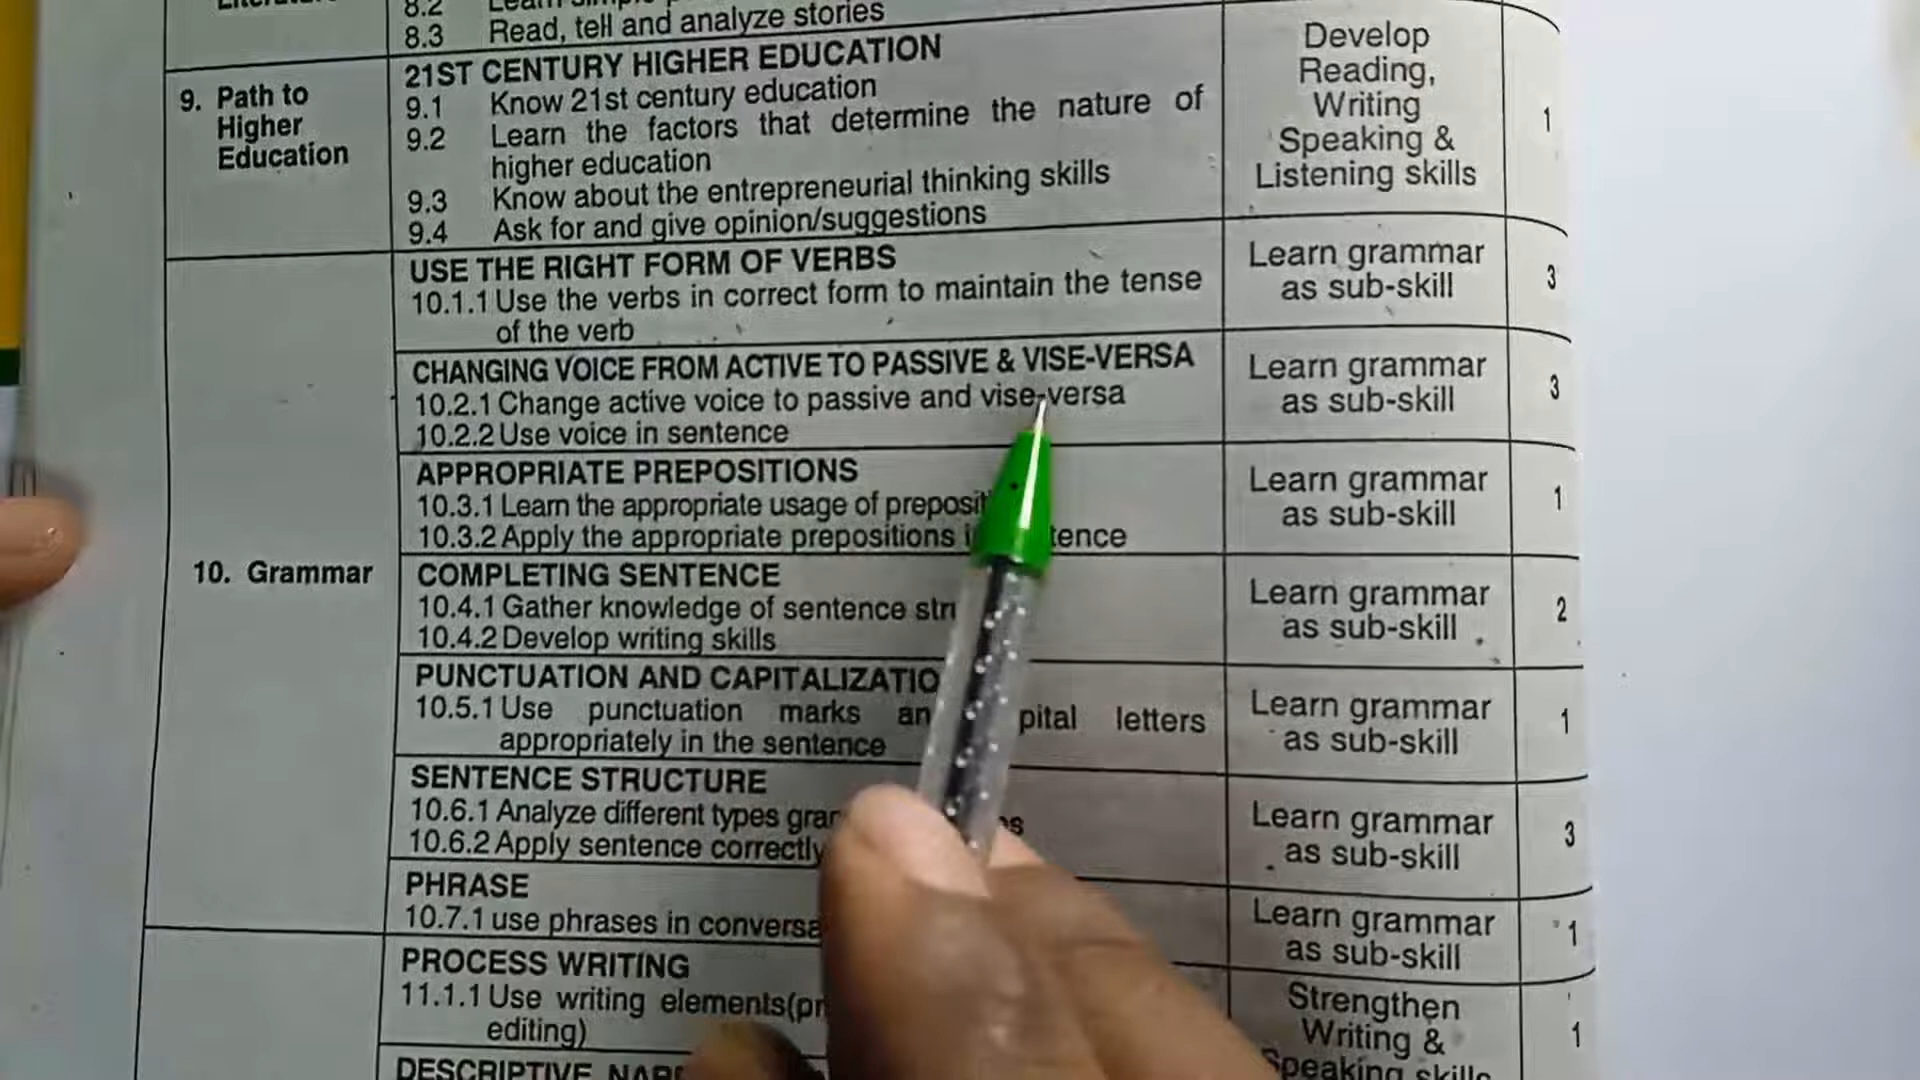 8.2
8.3 Read, tell and analyze stories
9. Path to Higher Education
21ST CENTURY HIGHER EDUCATION
9.1 Know 21st century education
9.2 Learn the factors that determine the nature of
higher education
9.3 Know about the entrepreneurial thinking skills
9.4 Ask for and give opinion/suggestions
Develop
Reading,
Writing
Speaking &
Listening skills
1
10. Grammar
USE THE RIGHT FORM OF VERBS
10.1.1 Use the verbs in correct form to maintain the tense
of the verb
Learn grammar
as sub-skill
3
CHANGING VOICE FROM ACTIVE TO PASSIVE & VISE-VERSA
10.2.1 Change active voice to passive and vise-versa
10.2.2 Use voice in sentence
Learn grammar
as sub-skill
3
APPROPRIATE PREPOSITIONS
10.3.1 Learn the appropriate usage of
10.3.2 Apply the appropriate prepositions
Learn grammar
as sub-skill
1
COMPLETING SENTENCE
10.4.1 Gather knowledge of sentence
10.4.2 Develop writing skills
Learn grammar
as sub-skill
2
PUNCTUATION AND
10.5.1 Use punctuation marks letters
appropriately in the sentence
Learn grammar
as sub-skill
1
SENTENCE STRUCTURE
10.6.1 Analyze different types
10.6.2 Apply sentence correctly
Learn grammar
as sub-skill
3
PHRASE
10.7.1 use phrases in
Learn grammar
as sub-skill
1
PROCESS WRITING
11.1.1 Use writing elements
editing)
Strengthen
Writing &
Speaking skills
1
DESCRIPTIVE